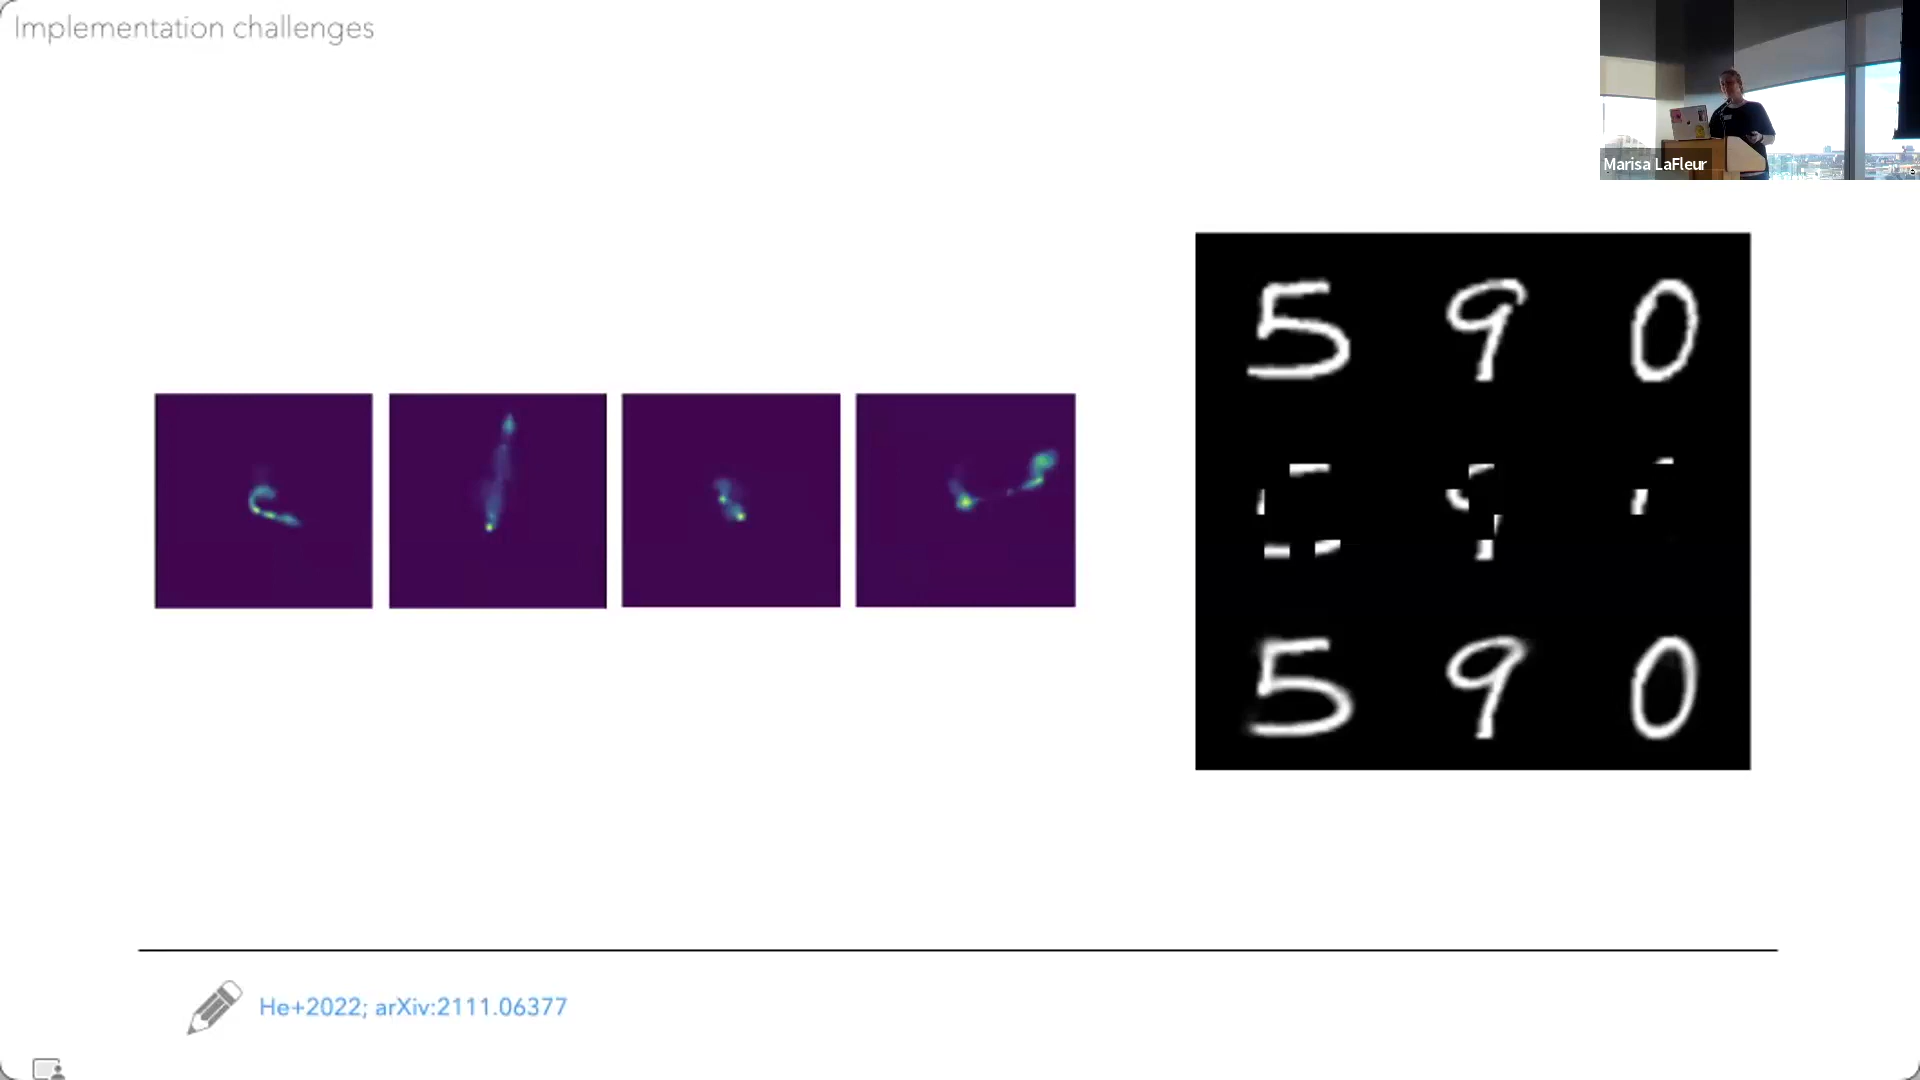 Implementation challenges
Marisa LaFleur
5 9 0
5 9 0
He+2022; arXiv:2111.06377